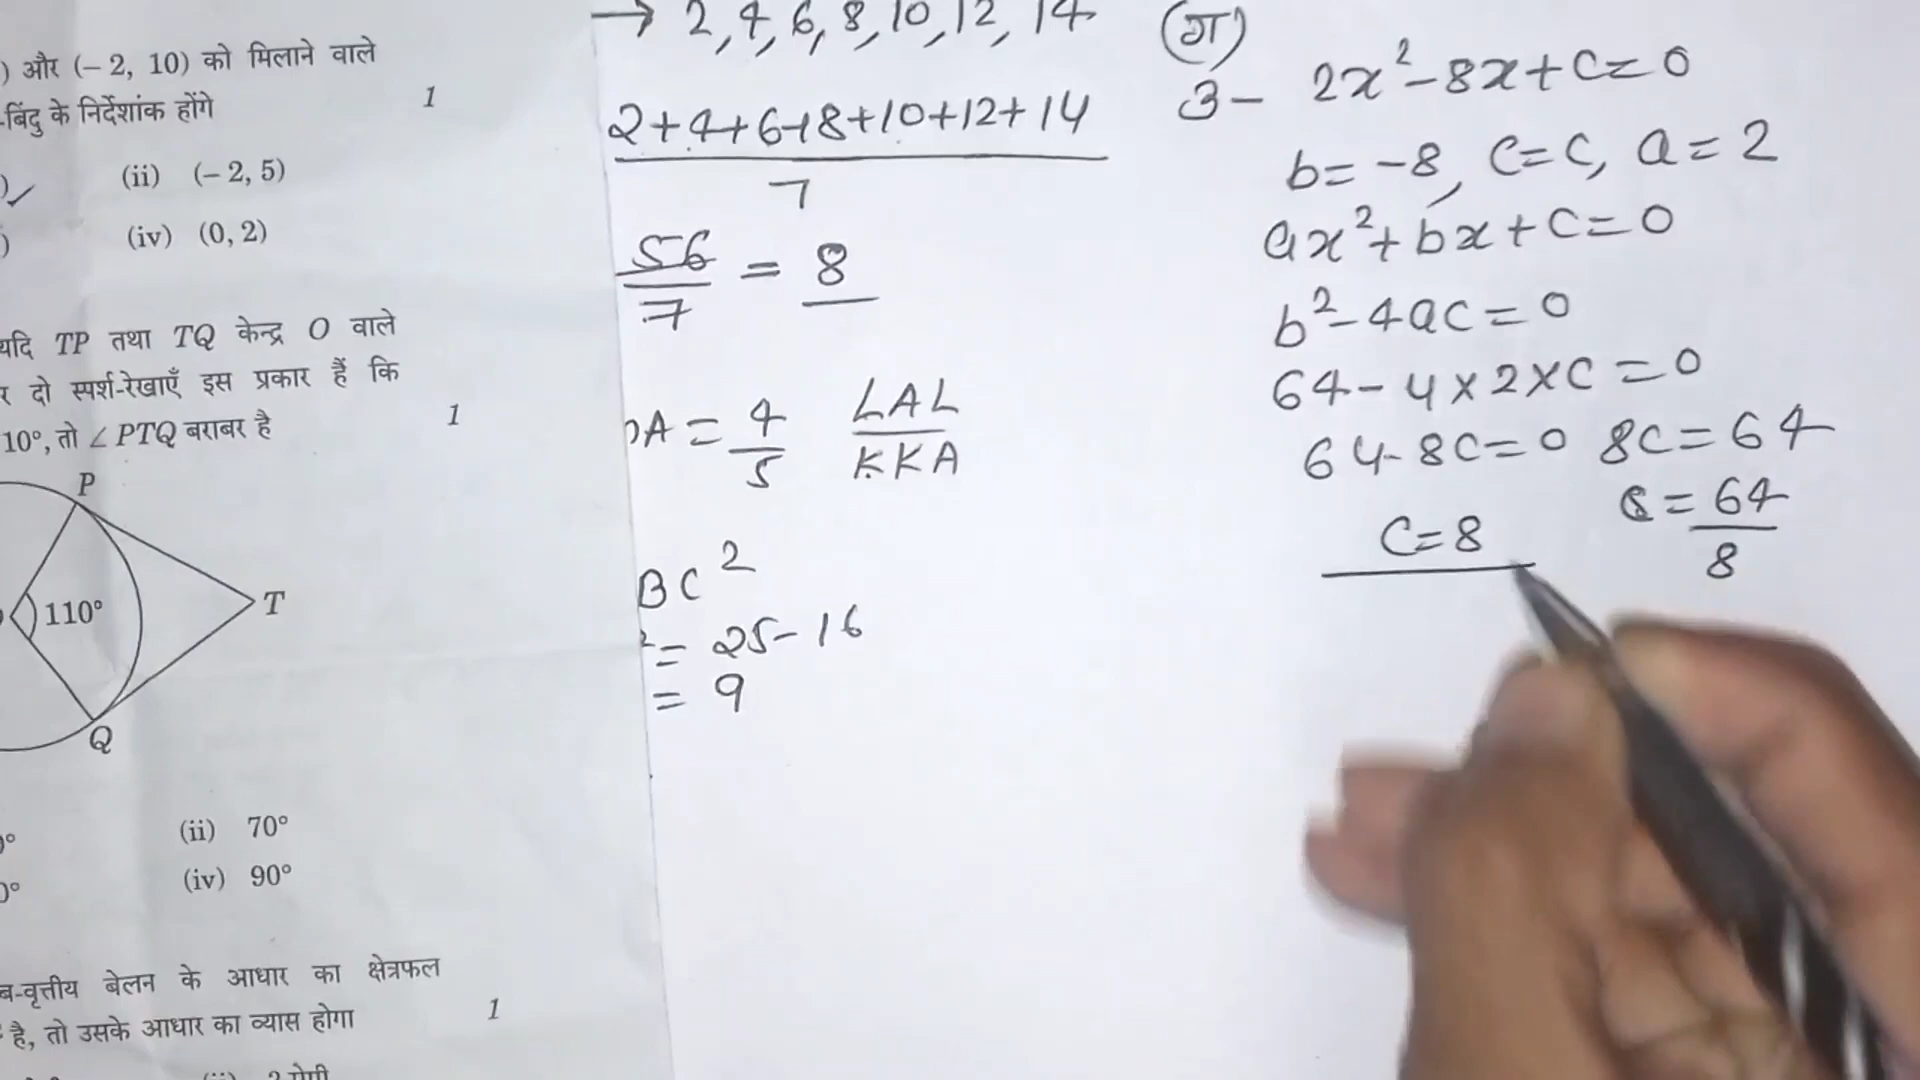 ) और (– 2, 10) को मिलाने वाले
-बिंदु के निर्देशांक होंगे
1
(ii) (– 2, 5)
(iv) (0, 2)
यदि TP तथा TQ केन्द्र O वाले
र दो स्पर्श-रेखाएँ इस प्रकार हैं कि
10°, तो ∠ PTQ बराबर है
1
P
110°
T
Q
(ii) 70°
0°
(iv) 90°
ब-वृत्तीय बेलन के आधार का क्षेत्रफल
है, तो उसके आधार का व्यास होगा
1
→ 2, 4, 6, 8, 10, 12, 14
2+4+6+8+10+12+14
7
56
7
= 8
A = 4
5
LAL
KKA
BC²
² = 25-16
= 9
(ग)
3- 2x²-8x+c=0
b=-8, c=c, a=2
ax²+bx+c=0
b²-4ac=0
64-4×2×c=0
64-8c=0 8c=64
c=8
= 64
8